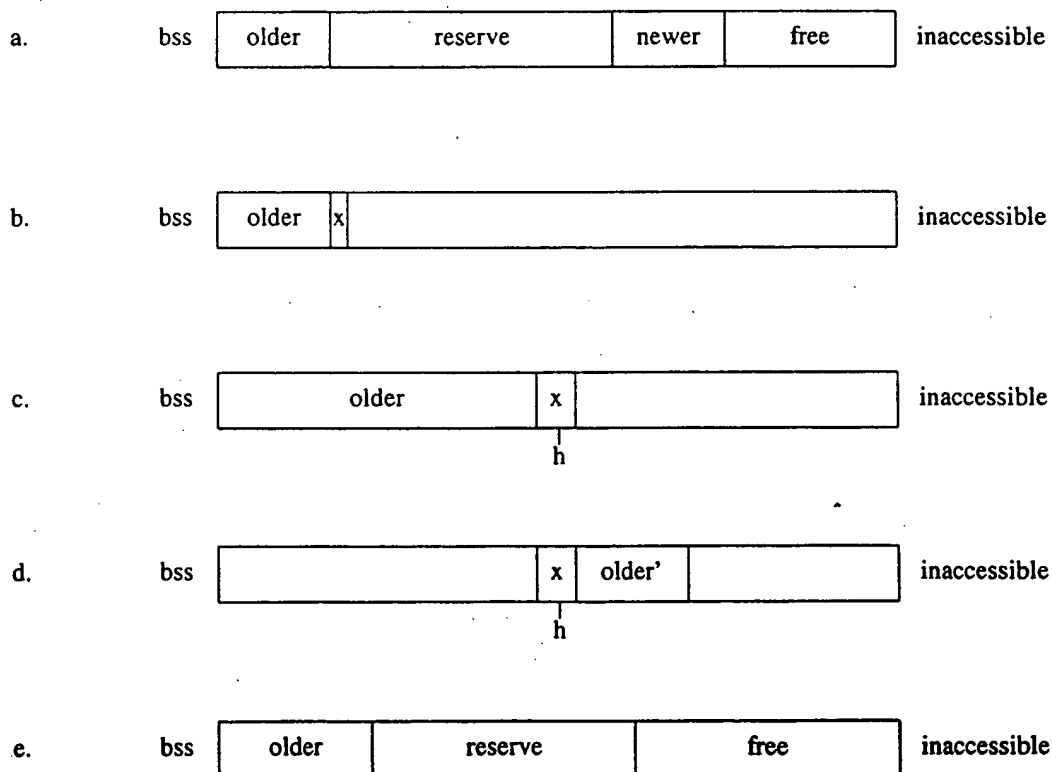 a. bss older reserve newer free inaccessible
b. bss older x inaccessible
c. bss older x inaccessible
h
d. bss x older’ inaccessible
h
e. bss older reserve free inaccessible